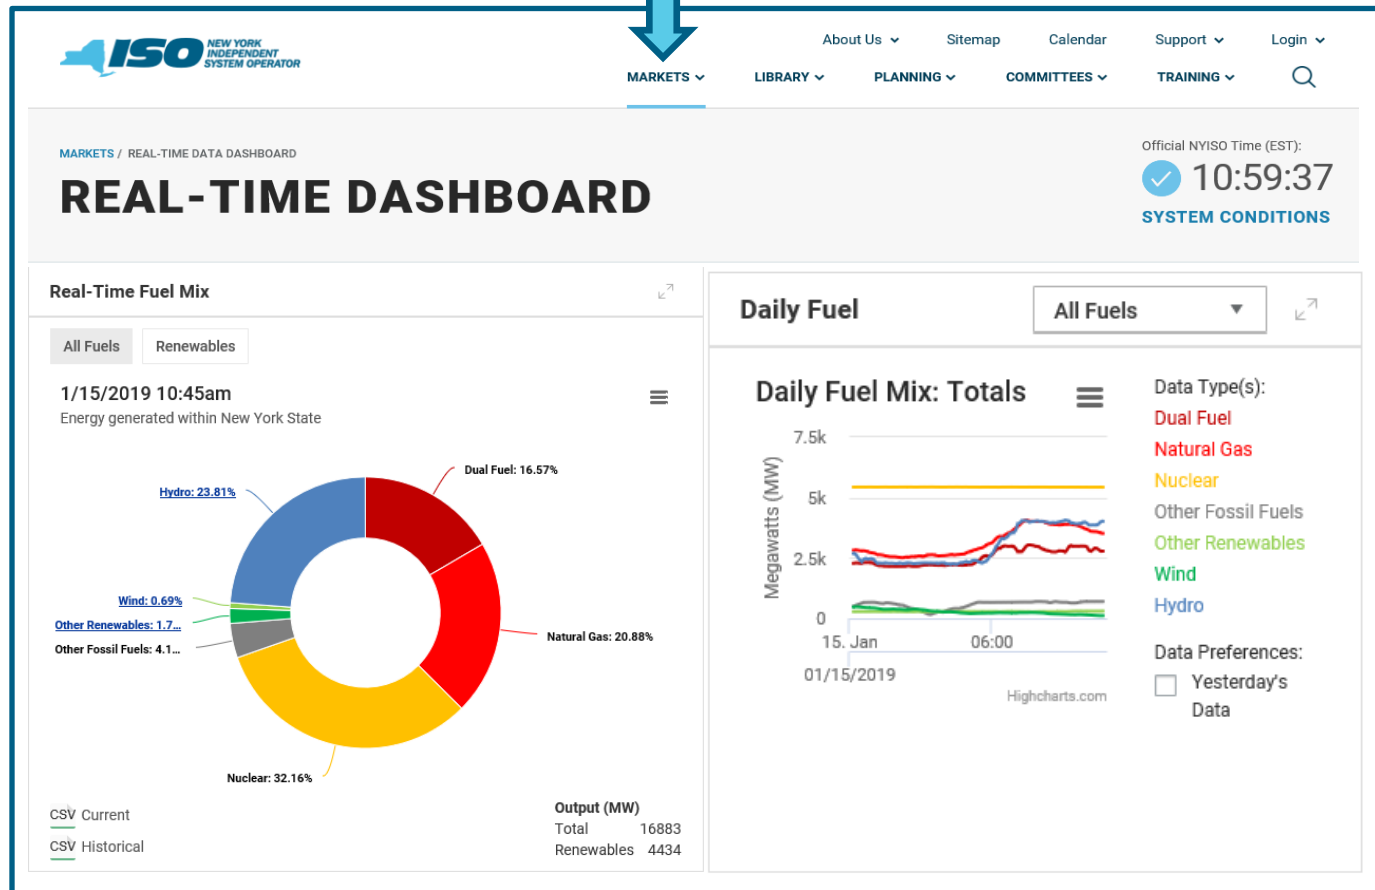 ISO NEW YORK
INDEPENDENT
SYSTEM OPERATOR
About Us Sitemap Calendar Support Login
MARKETS LIBRARY PLANNING COMMITTEES TRAINING
MARKETS / REAL-TIME DATA DASHBOARD
REAL-TIME DASHBOARD
Official NYISO Time (EST):
10:59:37
SYSTEM CONDITIONS
Real-Time Fuel Mix
All Fuels Renewables
1/15/2019 10:45am
Energy generated within New York State
Dual Fuel: 16.57%
Hydro: 23.81%
Wind: 0.69%
Other Renewables: 1.7...
Other Fossil Fuels: 4.1...
Natural Gas: 20.88%
Nuclear: 32.16%
CSV Current
CSV Historical
Output (MW)
Total 16883
Renewables 4434
Daily Fuel
All Fuels
Daily Fuel Mix: Totals
Megawatts (MW)
7.5k
5k
2.5k
0
15. Jan 06:00
01/15/2019
Highcharts.com
Data Type(s):
Dual Fuel
Natural Gas
Nuclear
Other Fossil Fuels
Other Renewables
Wind
Hydro
Data Preferences:
Yesterday's
Data